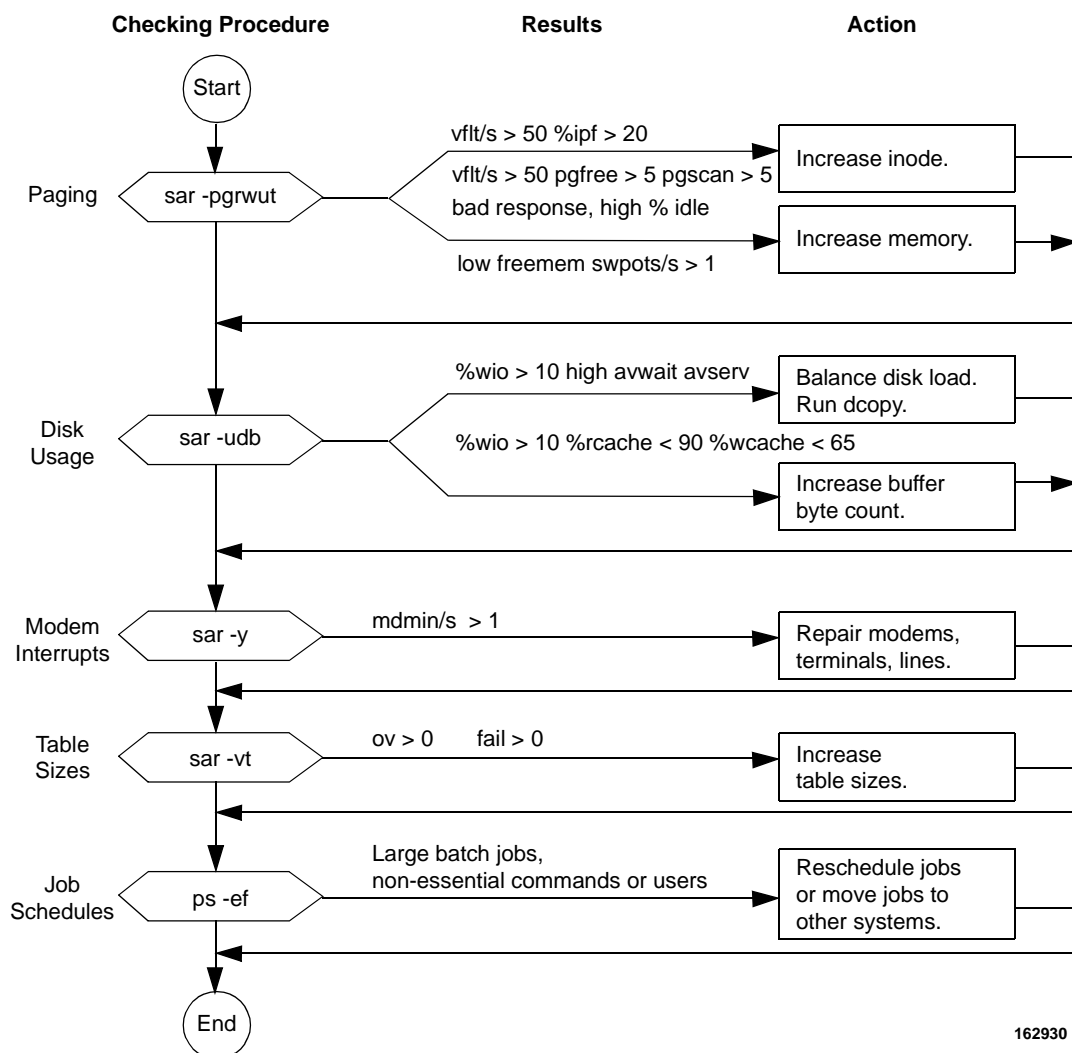 Checking Procedure
Results
Action
Start
Paging
sar -pgrwut
vflt/s > 50 %ipf > 20
vflt/s > 50 pgfree > 5 pgscan > 5
bad response, high % idle
low freemem swpots/s > 1
Increase inode.
Increase memory.
Disk
Usage
sar -udb
%wio > 10 high avwait avserv
%wio > 10 %rcache < 90 %wcache < 65
Balance disk load.
Run dcopy.
Increase buffer
byte count.
Modem
Interrupts
sar -y
mdmin/s > 1
Repair modems,
terminals, lines.
Table
Sizes
sar -vt
ov > 0 fail > 0
Increase
table sizes.
Job
Schedules
ps -ef
Large batch jobs,
non-essential commands or users
Reschedule jobs
or move jobs to
other systems.
End
162930